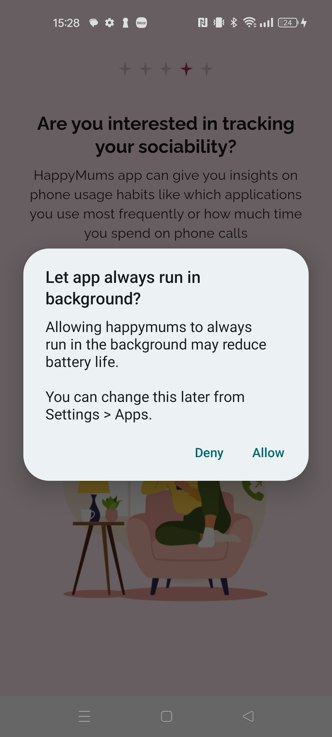 15:28
24
Are you interested in tracking
your sociability?
HappyMums app can give you insights on
phone usage habits like which applications
you use most frequently or how much time
you spend on phone calls
Let app always run in
background?
Allowing happymums to always
run in the background may reduce
battery life.
You can change this later from
Settings > Apps.
Deny Allow